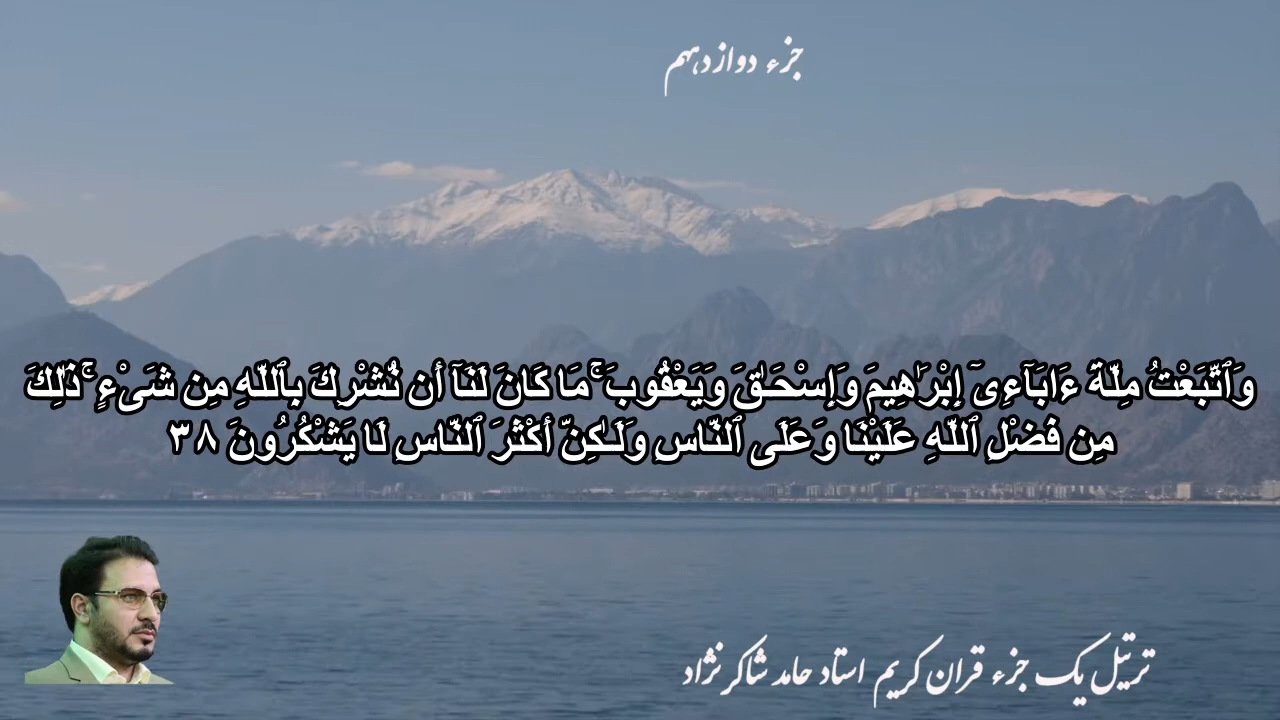 جزء دوازدهم
وَٱتَّبَعْتُ مِلَّةَ ءَابَآءِىٓ إِبْرَٰهِيمَ وَإِسْحَـٰقَ وَيَعْقُوبَ ۚ مَا كَانَ لَنَآ أَن نُّشْرِكَ بِٱللَّهِ مِن شَىْءٍ ۚ ذَٰلِكَ
مِن فَضْلِ ٱللَّهِ عَلَيْنَا وَعَلَى ٱلنَّاسِ وَلَـٰكِنَّ أَكْثَرَ ٱلنَّاسِ لَا يَشْكُرُونَ ٣٨
ترتیل یک جزء قران کریم استاد حامد شاکر نژاد